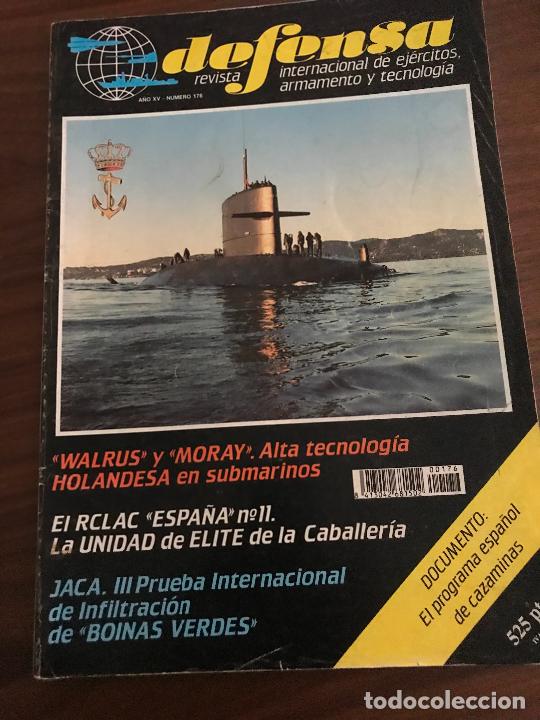 defensa
revista internacional de ejércitos,
armamento y tecnología
AÑO XV - NUMERO 176
«WALRUS» y «MORAY». Alta tecnología
HOLANDESA en submarinos
00176
El RCLAC «ESPAÑA» nº11.
La UNIDAD de ELITE de la Caballería
JACA. III Prueba Internacional
de Infiltración
de «BOINAS VERDES»
DOCUMENTO:
El programa español
de cazaminas
525
todocoleccion